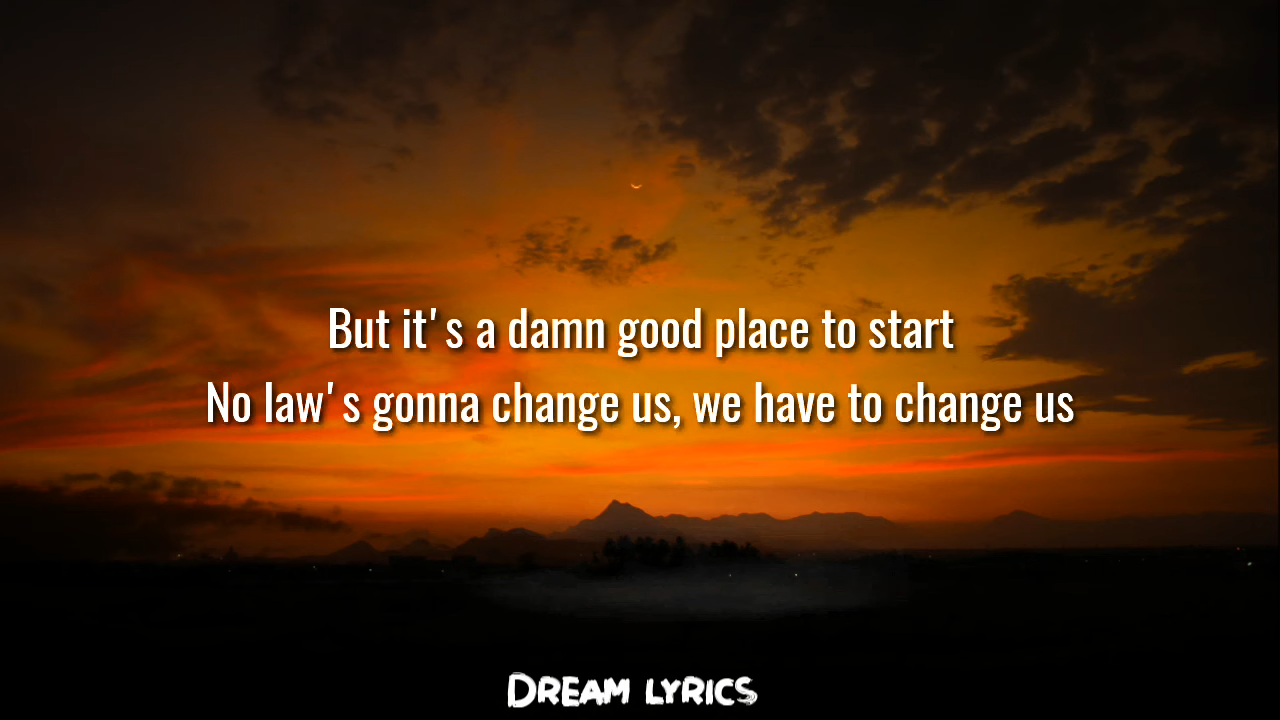 But it's a damn good place to start
No law's gonna change us, we have to change us
DREAM LYRICS